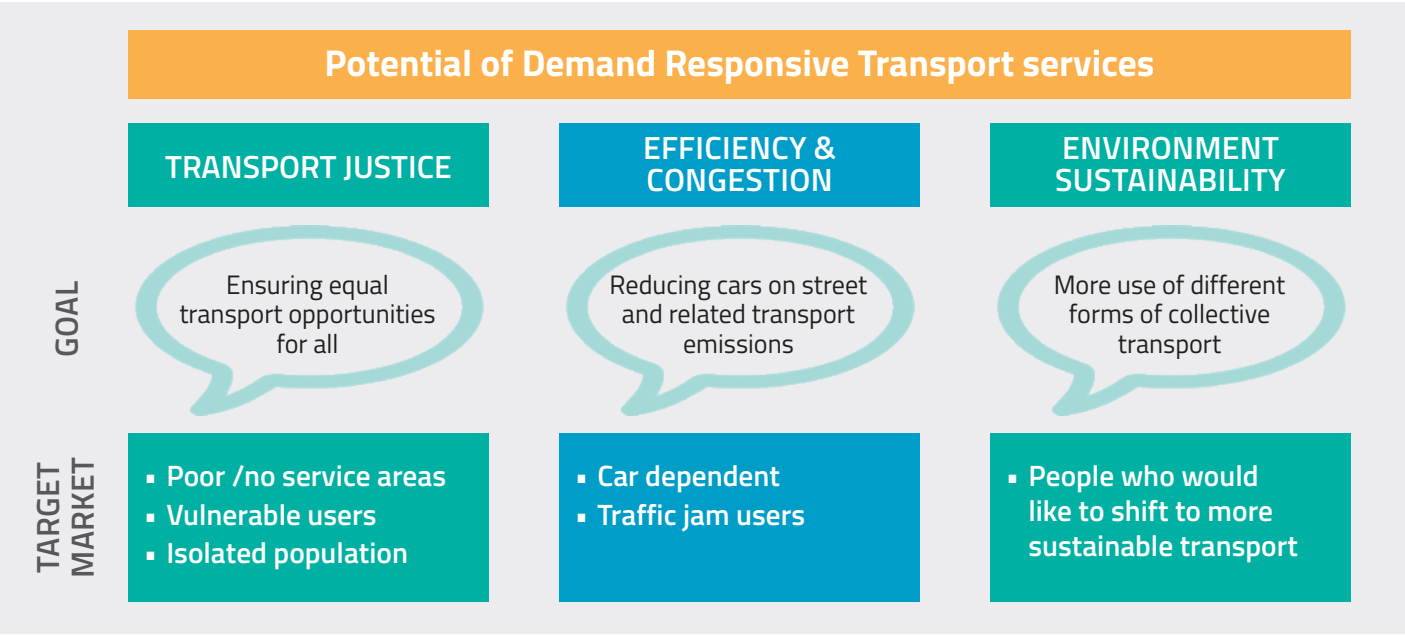 Potential of Demand Responsive Transport services
TRANSPORT JUSTICE
EFFICIENCY &
CONGESTION
ENVIRONMENT
SUSTAINABILITY
GOAL
Ensuring equal
transport opportunities
for all
Reducing cars on street
and related transport
emissions
More use of different
forms of collective
transport
TARGET
MARKET
▪ Poor /no service areas
▪ Vulnerable users
▪ Isolated population
▪ Car dependent
▪ Traffic jam users
▪ People who would
like to shift to more
sustainable transport